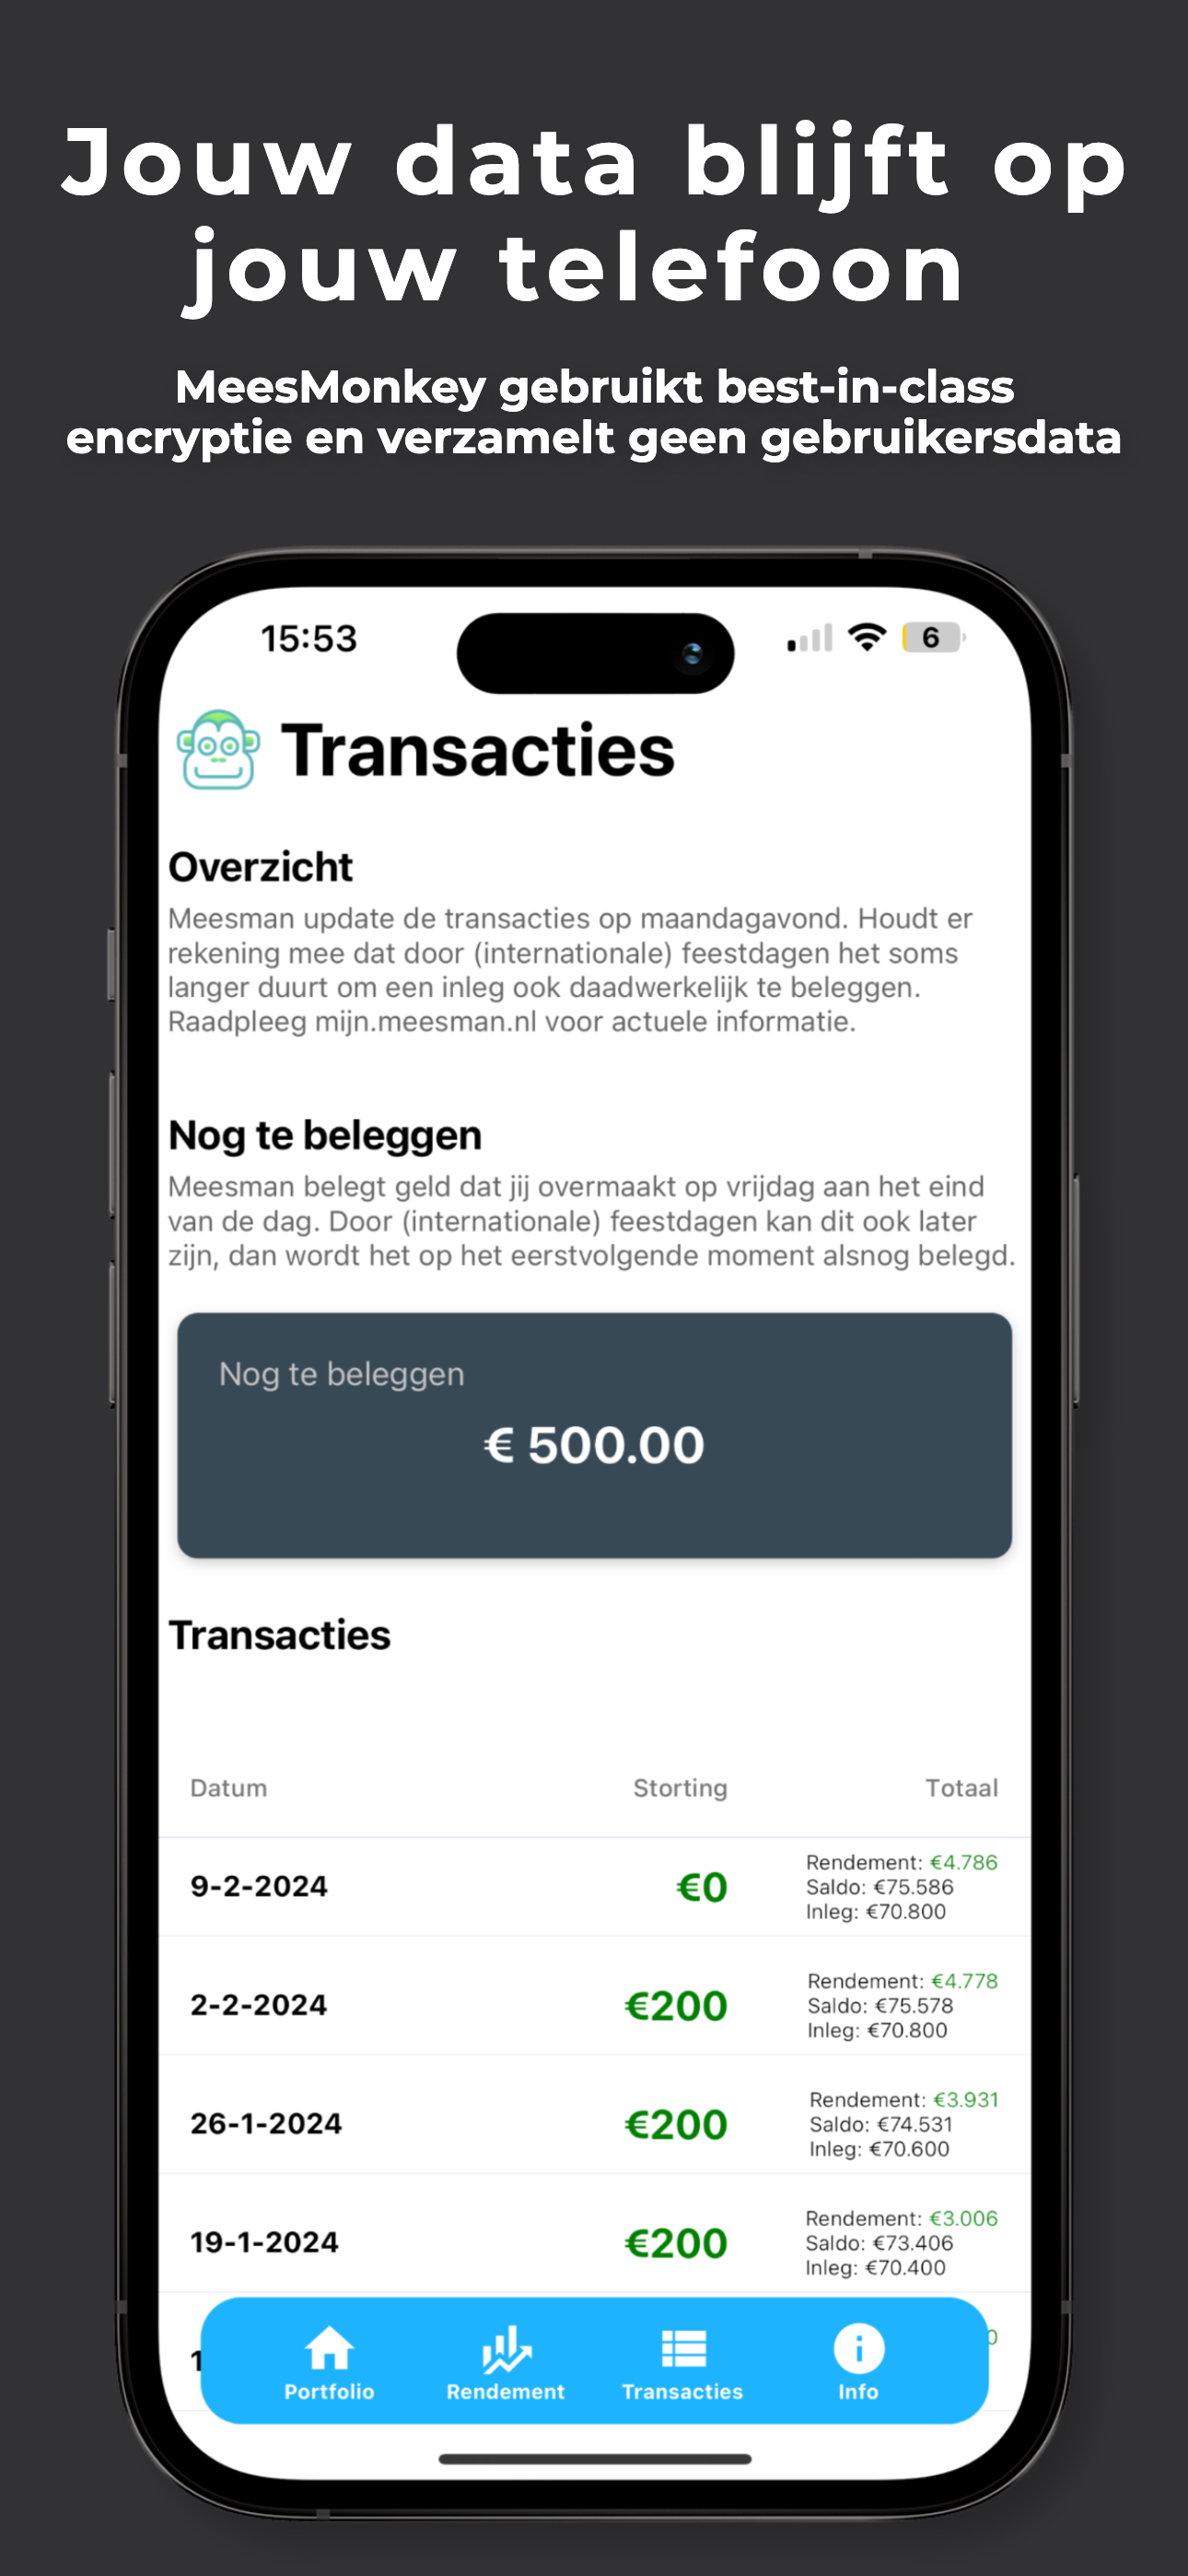 Jouw data blijft op
jouw telefoon
MeesMonkey gebruikt best-in-class
encryptie en verzamelt geen gebruikersdata
15:53
6
Transacties
Overzicht
Meesman update de transacties op maandagavond. Houdt er
rekening mee dat door (internationale) feestdagen het soms
langer duurt om een inleg ook daadwerkelijk te beleggen.
Raadpleeg mijn.meesman.nl voor actuele informatie.
Nog te beleggen
Meesman belegt geld dat jij overmaakt op vrijdag aan het eind
van de dag. Door (internationale) feestdagen kan dit ook later
zijn, dan wordt het op het eerstvolgende moment alsnog belegd.
Nog te beleggen
€ 500.00
Transacties
Datum Storting Totaal
9-2-2024 €0
Rendement: €4.786
Saldo: €75.586
Inleg: €70.800
2-2-2024 €200
Rendement: €4.778
Saldo: €75.578
Inleg: €70.800
26-1-2024 €200
Rendement: €3.931
Saldo: €74.531
Inleg: €70.600
19-1-2024 €200
Rendement: €3.006
Saldo: €73.406
Inleg: €70.400
Portfolio Rendement Transacties Info